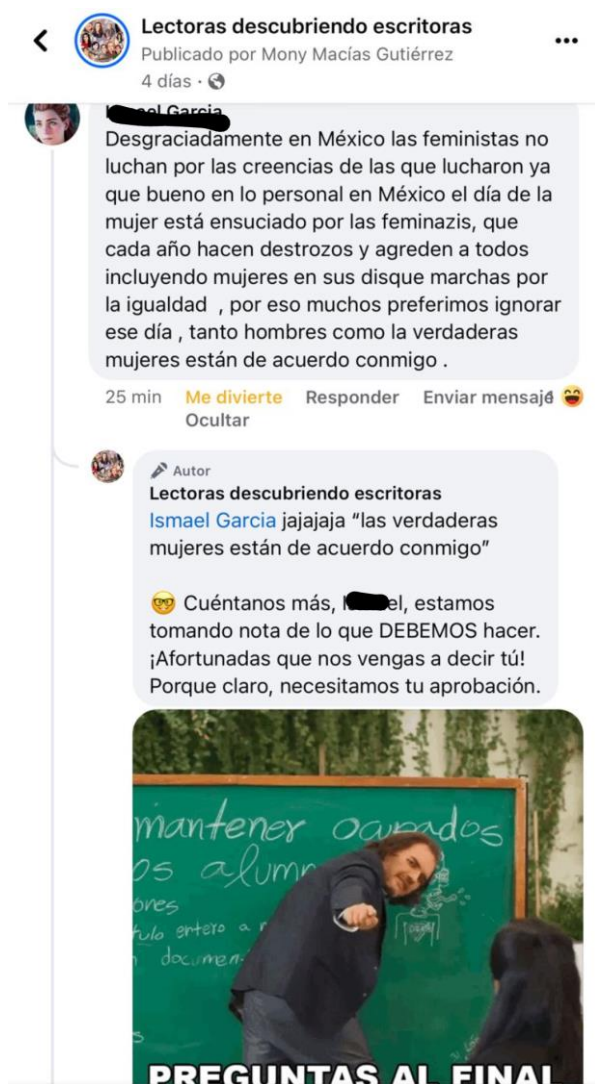 Lectoras descubriendo escritoras
Publicado por Mony Macías Gutiérrez
4 días ·
Garcia
Desgraciadamente en México las feministas no
luchan por las creencias de las que lucharon ya
que bueno en lo personal en México el día de la
mujer está ensuciado por las feminazis, que
cada año hacen destrozos y agreden a todos
incluyendo mujeres en sus disque marchas por
la igualdad , por eso muchos preferimos ignorar
ese día , tanto hombres como la verdaderas
mujeres están de acuerdo conmigo .
25 min Me divierte Responder Enviar mensaje
Ocultar
Autor
Lectoras descubriendo escritoras
Ismael Garcia jajajaja “las verdaderas
mujeres están de acuerdo conmigo”
🤓 Cuéntanos más, el, estamos
tomando nota de lo que DEBEMOS hacer.
¡Afortunadas que nos vengas a decir tú!
Porque claro, necesitamos tu aprobación.
mantener ocupados
os alumn
ones
tulo entero a
documen
PREGUNTAS AL FINAL